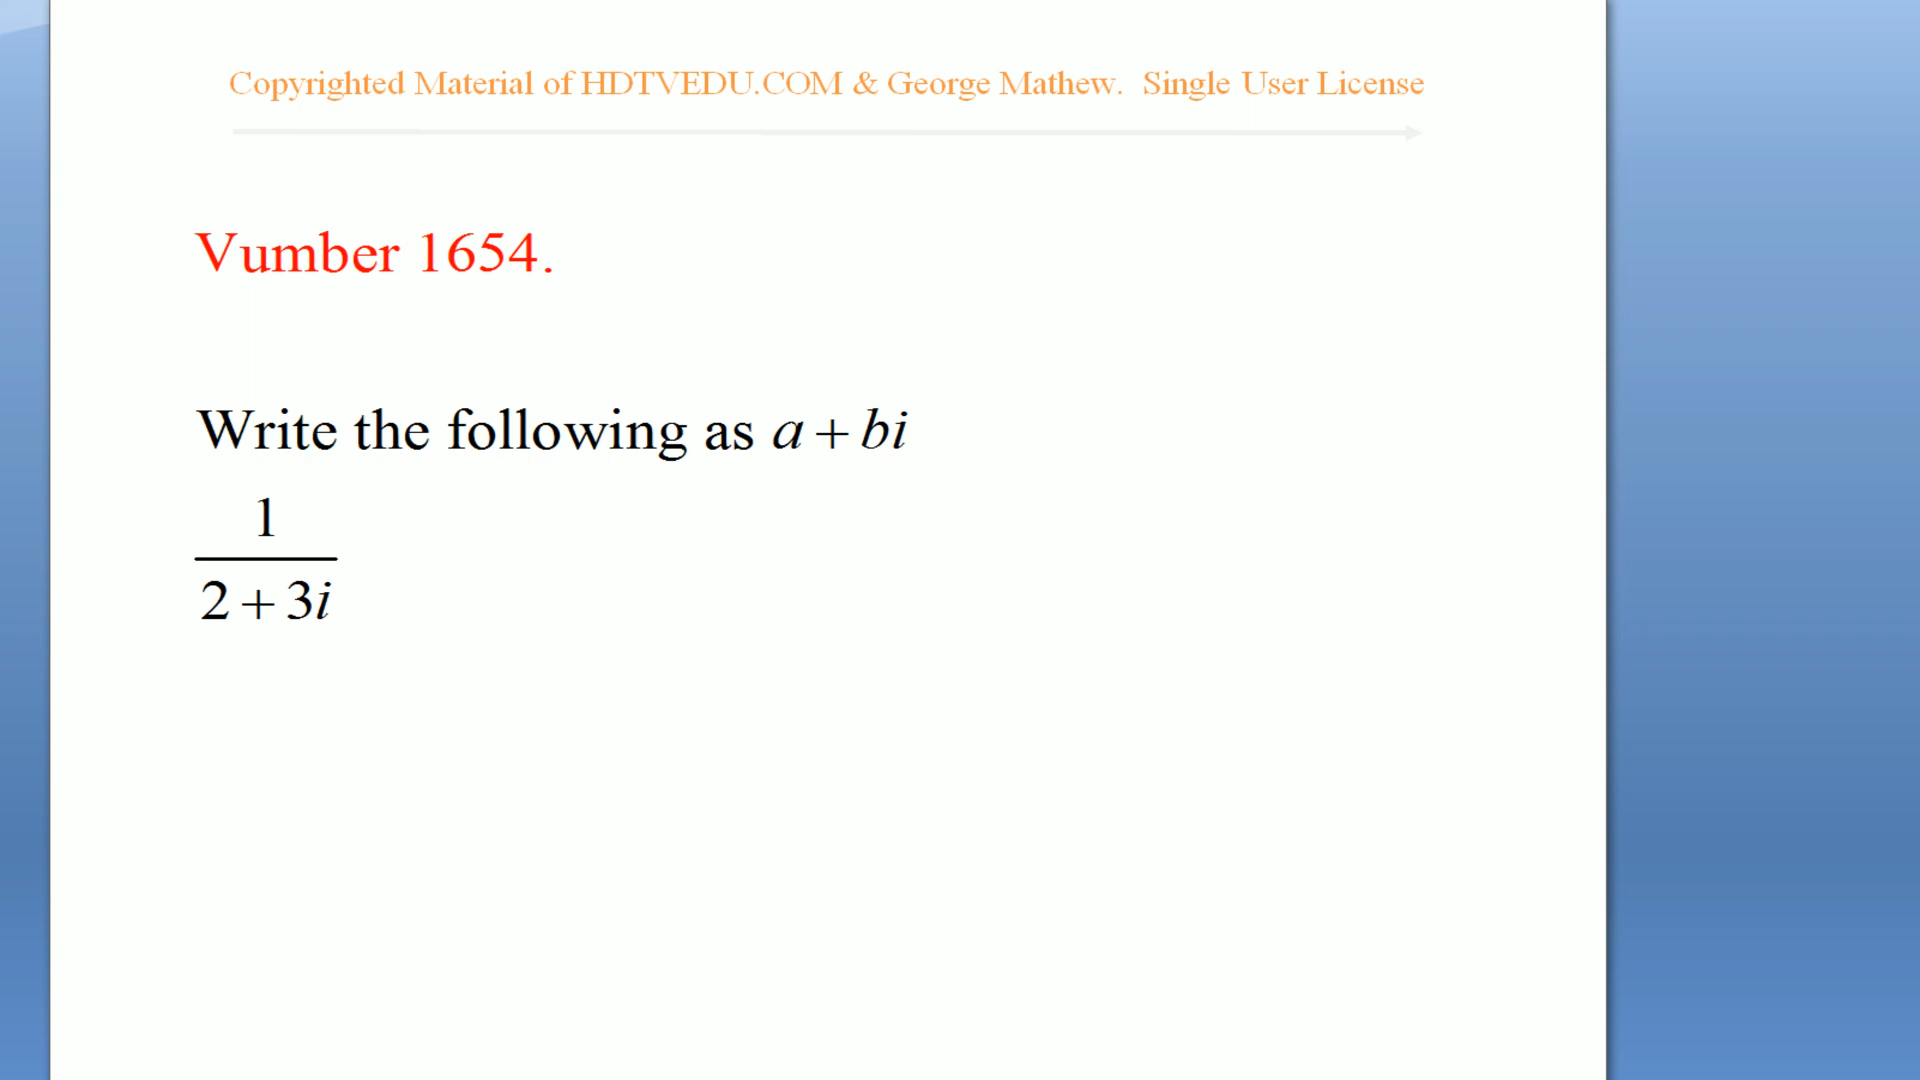 Copyrighted Material of HDTVEDU.COM & George Mathew. Single User License
Vumber 1654.
Write the following as a + bi
1
2 + 3i